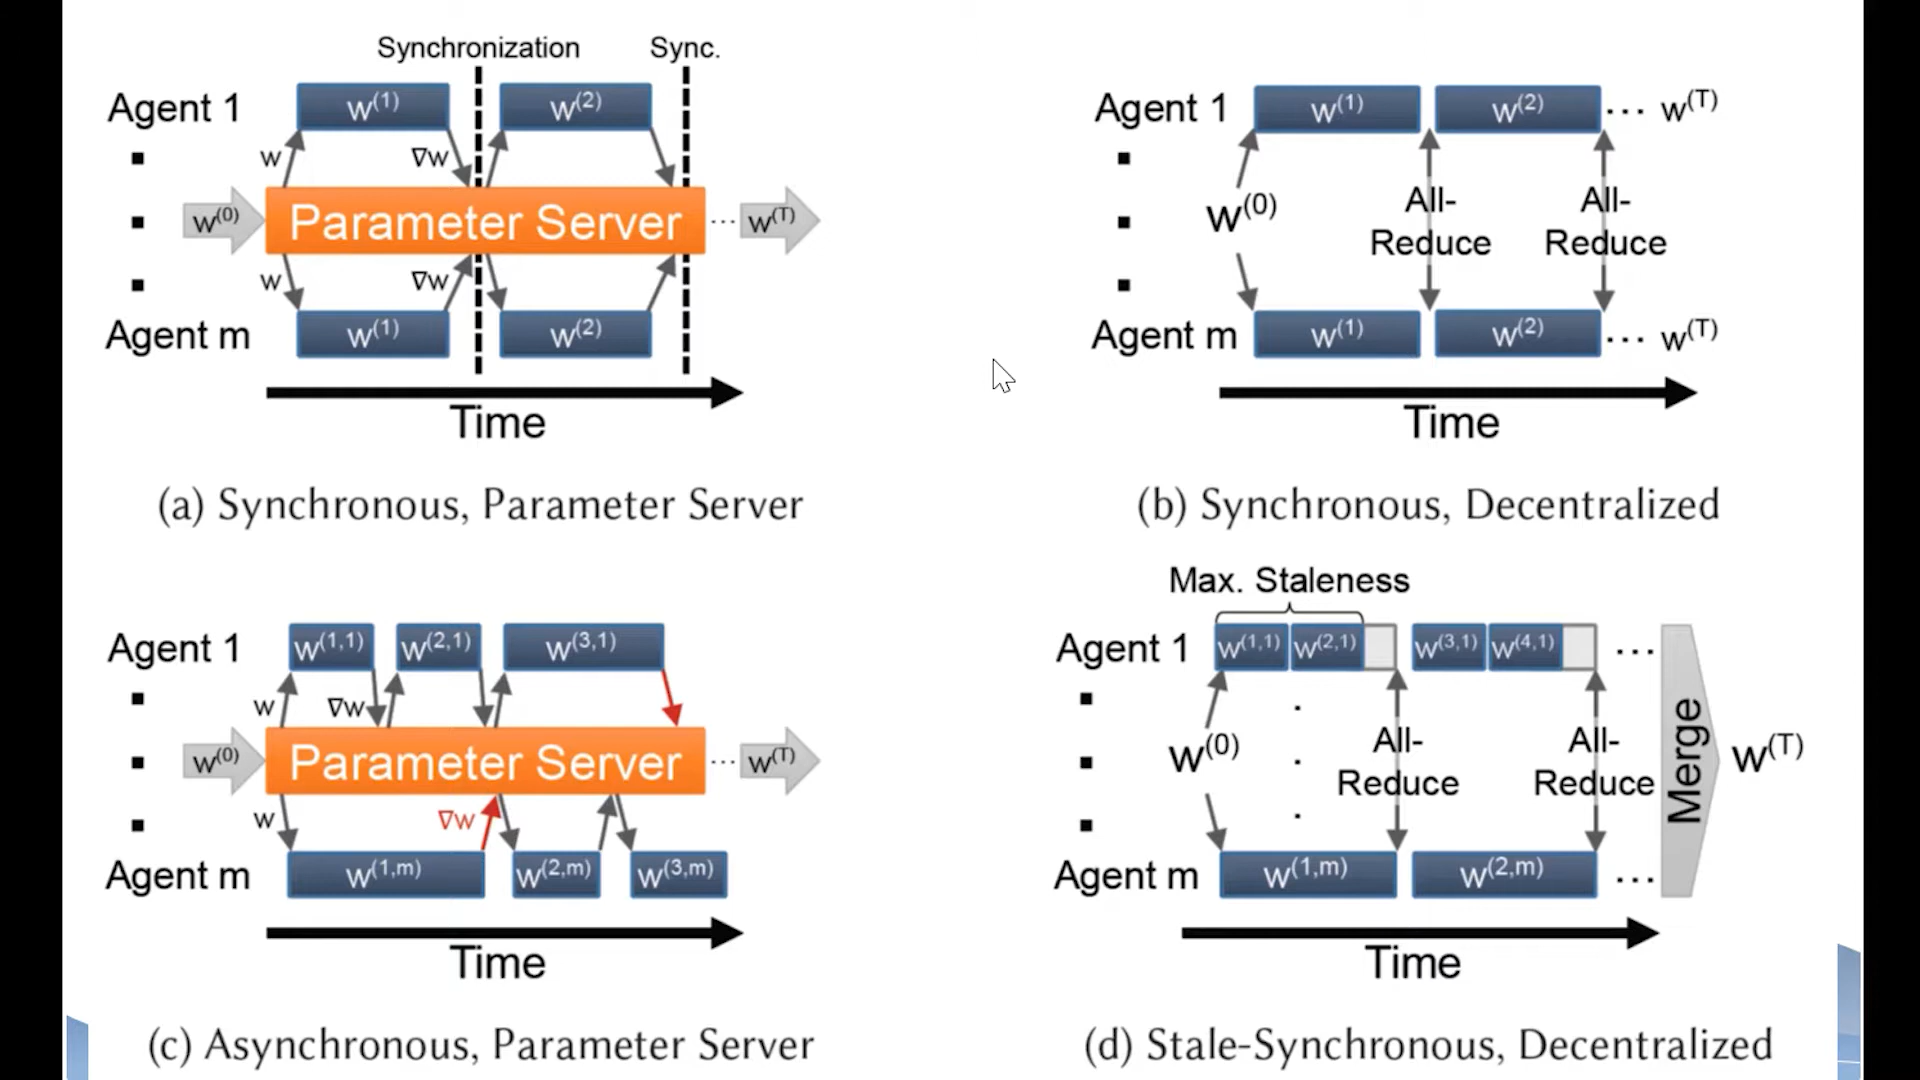 Synchronization Sync.
Agent 1 w(1) w(2)
w ∇w
w(0) Parameter Server ... w(T)
w ∇w
Agent m w(1) w(2)
Time
(a) Synchronous, Parameter Server
Agent 1 w(1) w(2) ... w(T)
w(0) All-Reduce All-Reduce
Agent m w(1) w(2) ... w(T)
Time
(b) Synchronous, Decentralized
Agent 1 w(1,1) w(2,1) w(3,1)
w ∇w
w(0) Parameter Server ... w(T)
w ∇w
Agent m w(1,m) w(2,m) w(3,m)
Time
(c) Asynchronous, Parameter Server
Max. Staleness
Agent 1 w(1,1) w(2,1) w(3,1) w(4,1) ...
w(0) All-Reduce All-Reduce Merge w(T)
Agent m w(1,m) w(2,m) ...
Time
(d) Stale-Synchronous, Decentralized